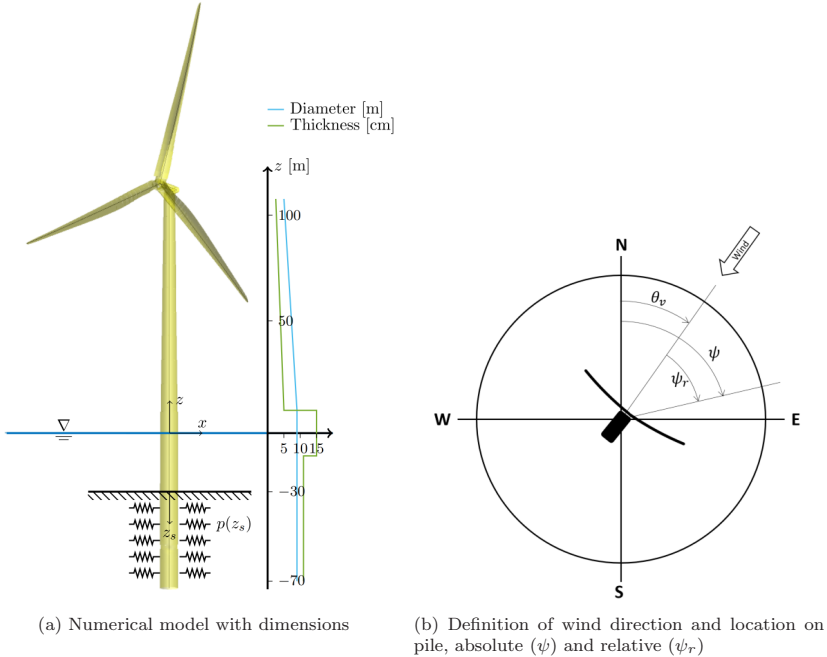 Diameter [m]
Thickness [cm]
z [m]
100
50
z
x
5 10 15
−30
p(z_s)
z_s
−70
N
Wind
θ_v
ψ
ψ_r
W
E
S
(a) Numerical model with dimensions
(b) Definition of wind direction and location on
pile, absolute (ψ) and relative (ψ_r)